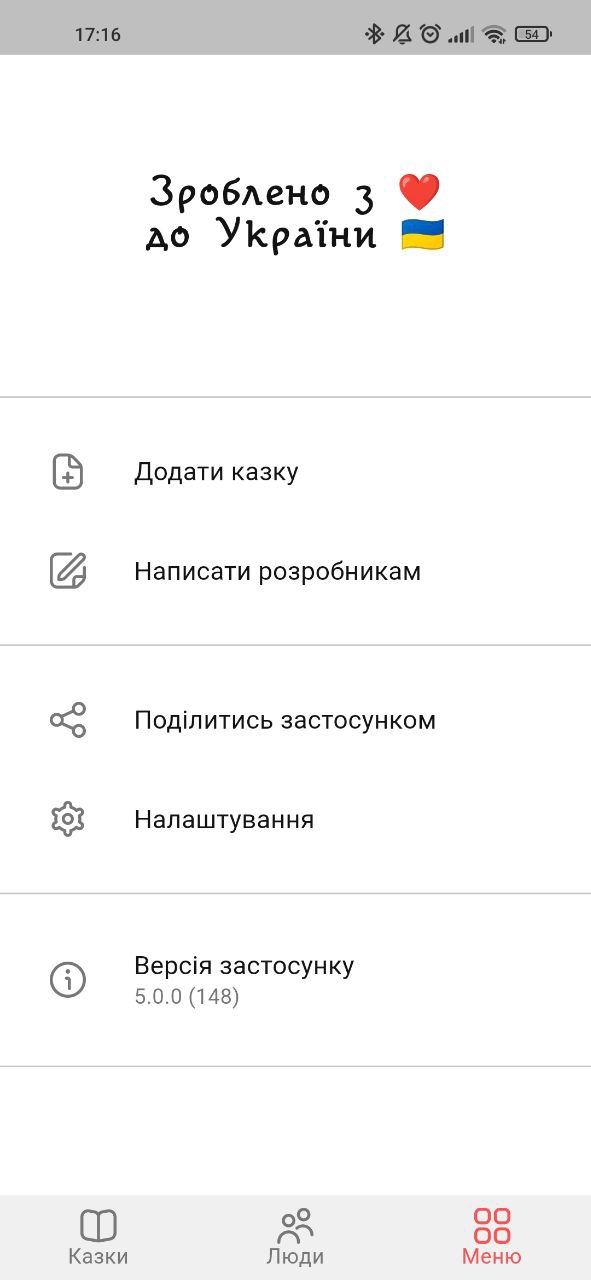 17:16
54
Зроблено з ❤️
до України 🇺🇦
Додати казку
Написати розробникам
Поділитись застосунком
Налаштування
Версія застосунку
5.0.0 (148)
Казки
Люди
Меню